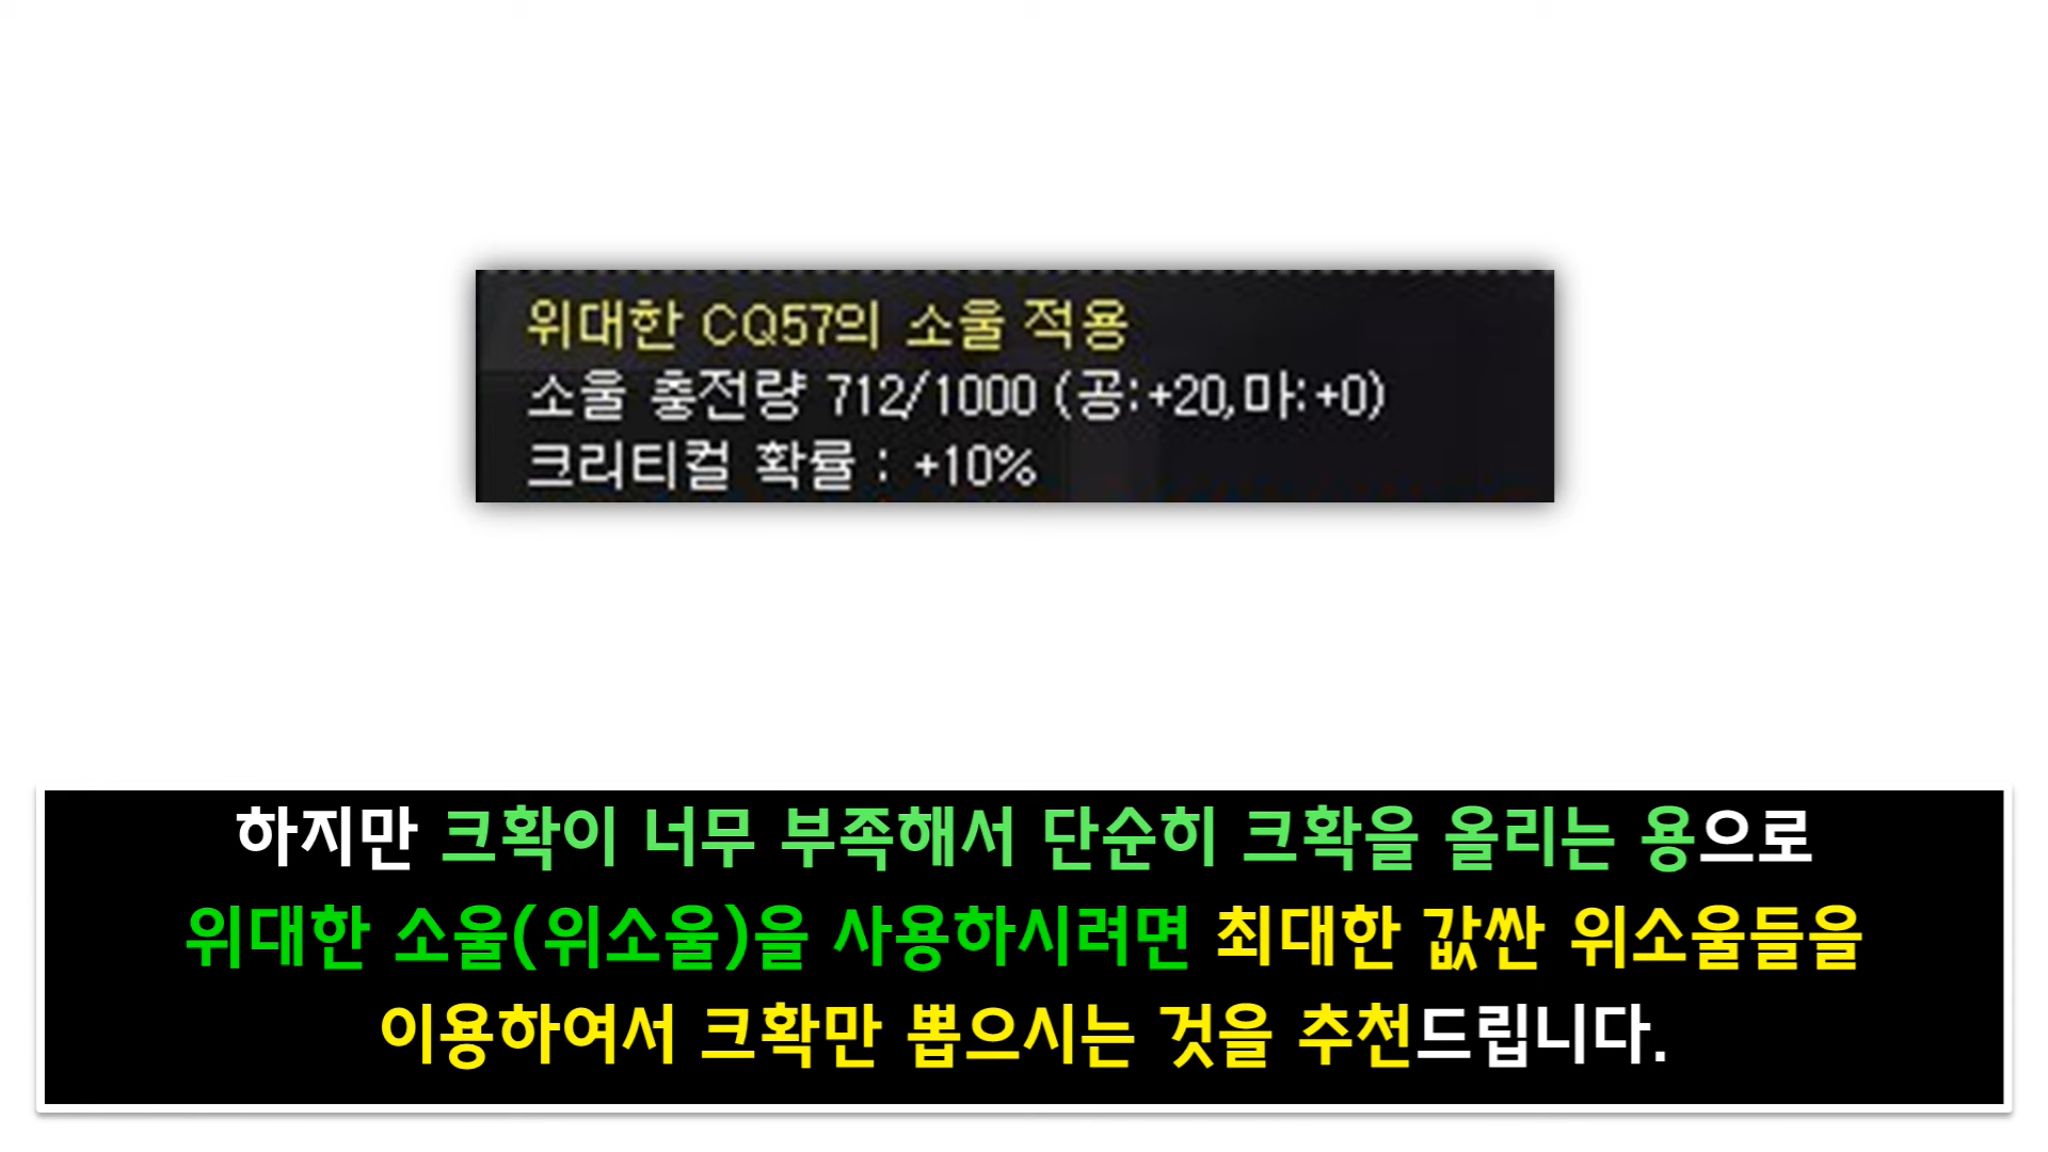 위대한 CQ57의 소울 적용
소울 충전량 712/1000 (공:+20,마:+0)
크리티컬 확률 : +10%
하지만 크확이 너무 부족해서 단순히 크확을 올리는 용으로
위대한 소울(위소울)을 사용하시려면 최대한 값싼 위소울들을
이용하여서 크확만 뽑으시는 것을 추천드립니다.